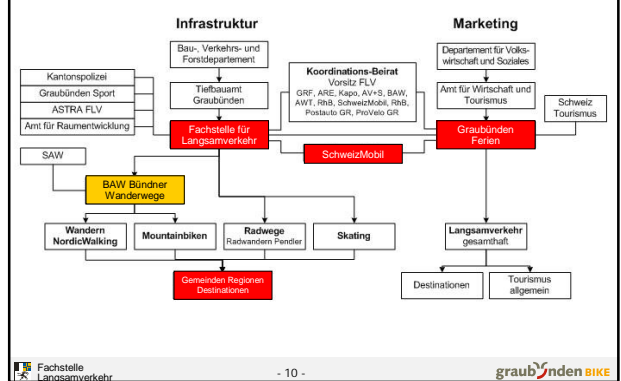 Infrastruktur
Marketing
Bau-, Verkehrs- und
Forstdepartement
Departement für Volks-
wirtschaft und Soziales
Kantonspolizei
Graubünden Sport
ASTRA FLV
Amt für Raumentwicklung
Tiefbauamt
Graubünden
Koordinations-Beirat
Vorsitz FLV
GRF, ARE, Kapo, AV+S, BAW,
AWT, RhB, SchweizMobil, RhB,
Postauto GR, ProVelo GR
Amt für Wirtschaft und
Tourismus
Schweiz
Tourismus
Fachstelle für
Langsamverkehr
Graubünden
Ferien
SchweizMobil
SAW
BAW Bündner
Wanderwege
Wandern
NordicWalking
Mountainbiken
Radwege
Radwandern Pendler
Skating
Langsamverkehr
gesamthaft
Gemeinden Regionen
Destinationen
Destinationen
Tourismus
allgemein
Fachstelle
Langsamverkehr
- 10 -
graubünden BIKE